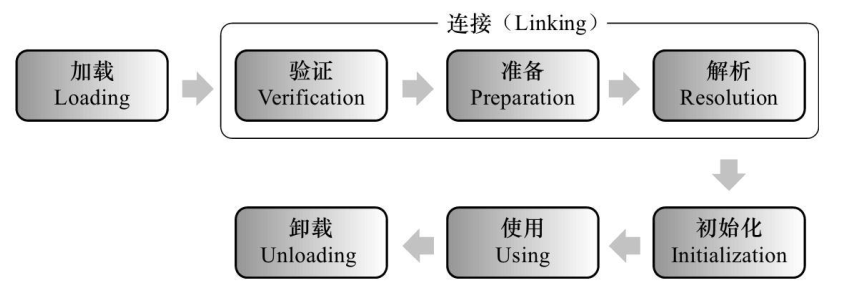 连接（Linking）
加载
Loading
验证
Verification
准备
Preparation
解析
Resolution
初始化
Initialization
使用
Using
卸载
Unloading